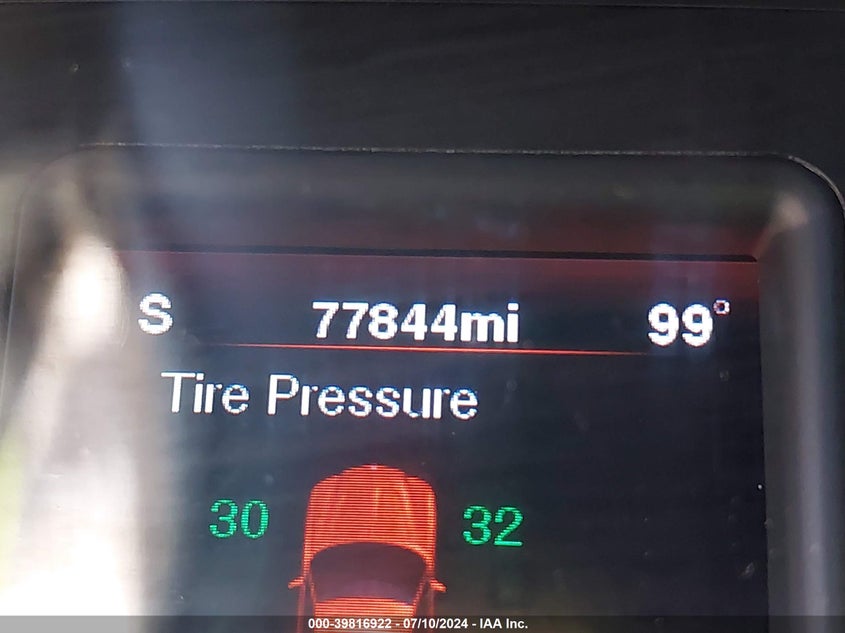 S 77844mi 99°
Tire Pressure
30 32
000-39816922 - 07/10/2024 - IAA Inc.